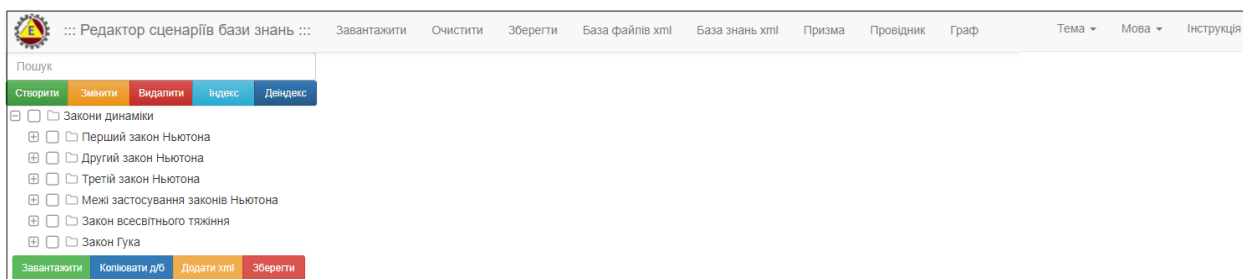 ::: Редактор сценаріїв бази знань ::: Завантажити Очистити Зберегти База файлів xml База знань xml Призма Провідник Граф Тема Мова Інструкція
Пошук
Створити Змінити Видалити Індекс Деіндекс
Закони динаміки
Перший закон Ньютона
Другий закон Ньютона
Третій закон Ньютона
Межі застосування законів Ньютона
Закон всесвітнього тяжіння
Закон Гука
Завантажити Копіювати д/б Додати xml Зберегти